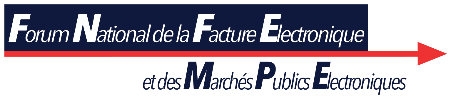 Forum National de la Facture Electronique
et des Marchés Publics Electroniques